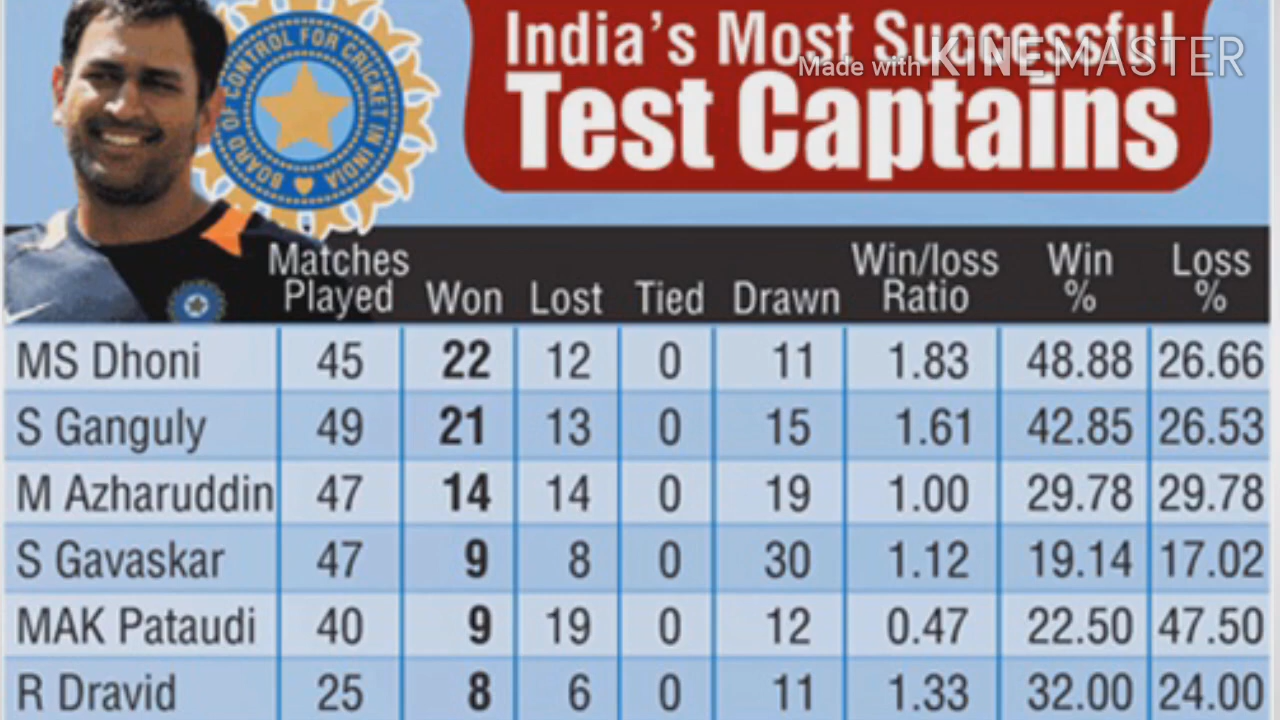 India's Most Successful
Made with KINEMASTER
Test Captains
BOARD OF CONTROL FOR CRICKET IN INDIA
Matches Played Won Lost Tied Drawn Win/loss Ratio Win % Loss %
MS Dhoni 45 22 12 0 11 1.83 48.88 26.66
S Ganguly 49 21 13 0 15 1.61 42.85 26.53
M Azharuddin 47 14 14 0 19 1.00 29.78 29.78
S Gavaskar 47 9 8 0 30 1.12 19.14 17.02
MAK Pataudi 40 9 19 0 12 0.47 22.50 47.50
R Dravid 25 8 6 0 11 1.33 32.00 24.00